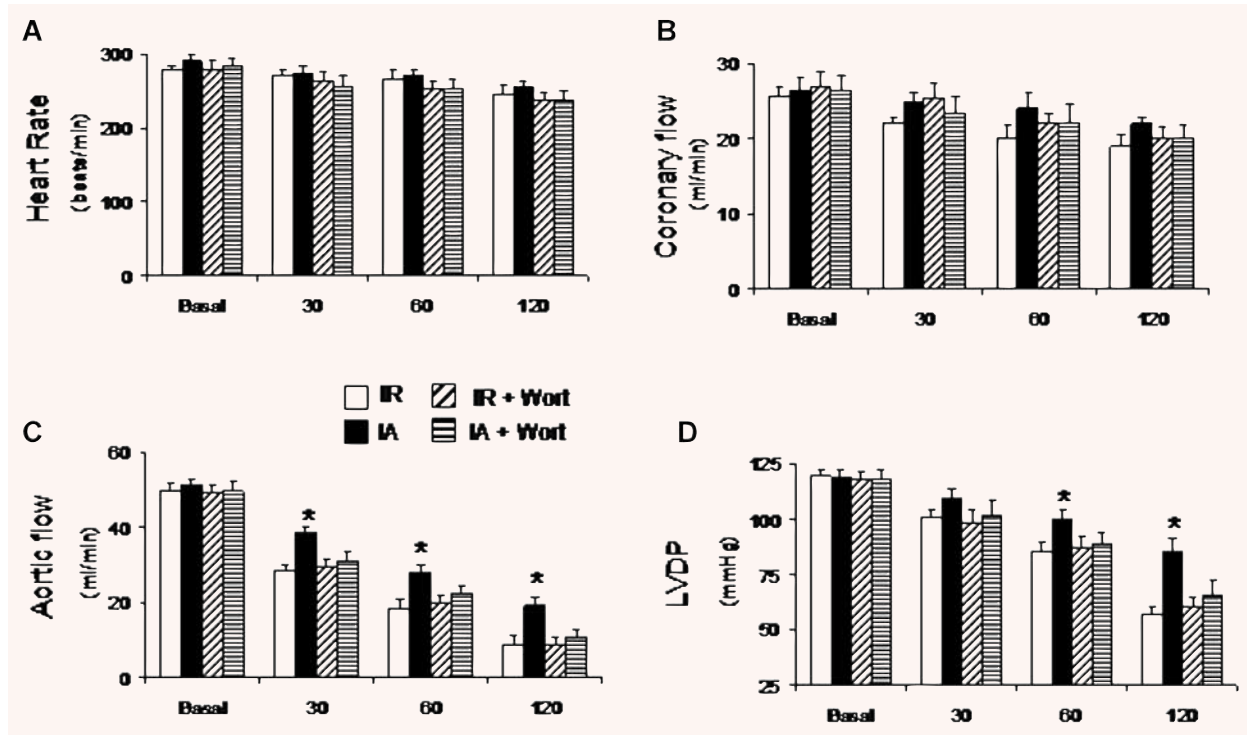 A
300
200
100
0
Heart Rate
(beats/min)
Basal 30 60 120
B
30
20
10
0
Coronary flow
(ml/min)
Basal 30 60 120
IR IR + Wort
IA IA + Wort
C
60
40
20
0
Aortic flow
(ml/min)
*
*
*
Basal 30 60 120
D
125
100
75
50
25
LVDP
(mmHg)
*
*
Basal 30 60 120